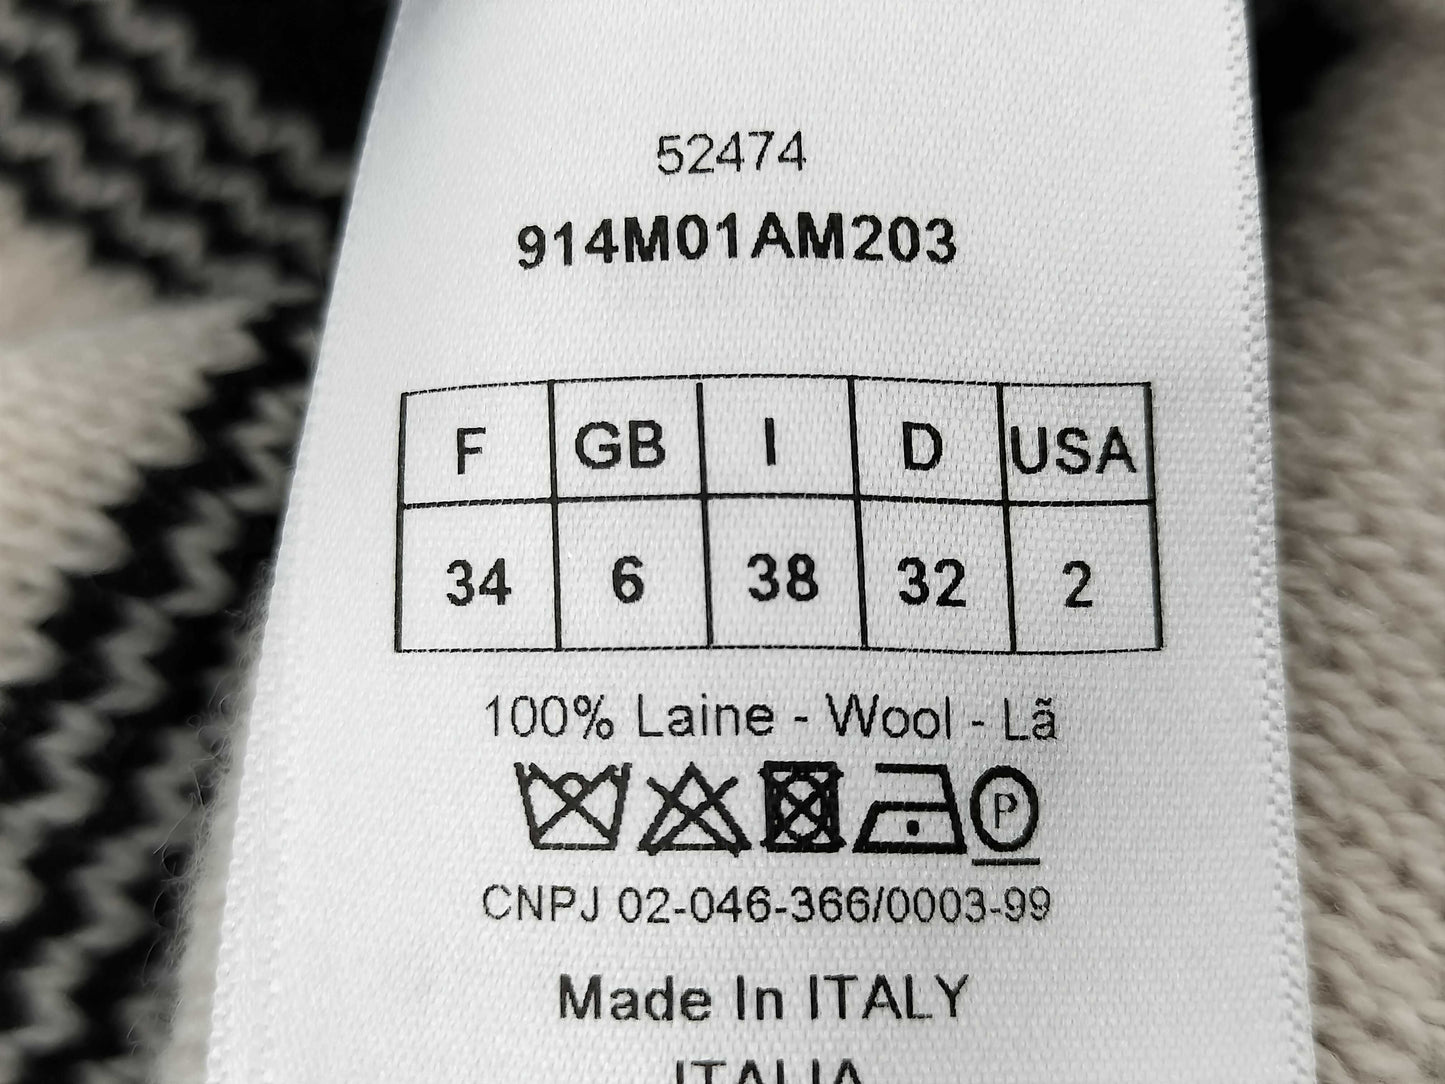 52474
914M01AM203
F GB I D USA
34 6 38 32 2
100% Laine - Wool - Lã
P
CNPJ 02-046-366/0003-99
Made In ITALY
ITALIA